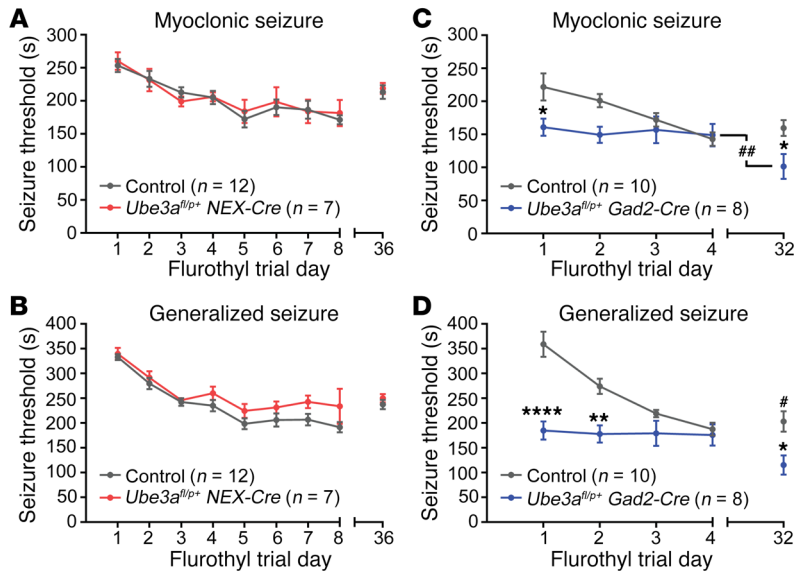 A
Myoclonic seizure
Seizure threshold (s)
300
250
200
150
100
50
0
Control (n = 12)
Ube3afl/p+ NEX-Cre (n = 7)
1 2 3 4 5 6 7 8 36
Flurothyl trial day
B
Generalized seizure
Seizure threshold (s)
400
350
300
250
200
150
100
50
0
Control (n = 12)
Ube3afl/p+ NEX-Cre (n = 7)
1 2 3 4 5 6 7 8 36
Flurothyl trial day
C
Myoclonic seizure
Seizure threshold (s)
300
250
200
150
100
50
0
*
##
*
Control (n = 10)
Ube3afl/p+ Gad2-Cre (n = 8)
1 2 3 4 32
Flurothyl trial day
D
Generalized seizure
Seizure threshold (s)
400
350
300
250
200
150
100
50
0
**** **
#
*
Control (n = 10)
Ube3afl/p+ Gad2-Cre (n = 8)
1 2 3 4 32
Flurothyl trial day